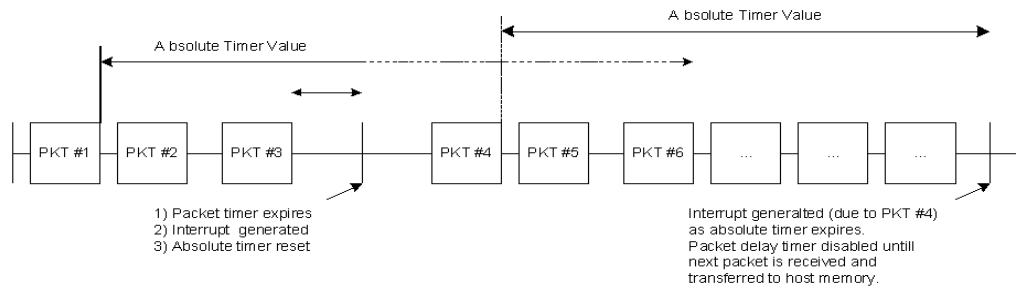 A bsolute Timer Value
A bsolute Timer Value
PKT #1
PKT #2
PKT #3
PKT #4
PKT #5
PKT #6
...
...
...
1) Packet timer expires
2) Interrupt generated
3) Absolute timer reset
Interrupt generalted (due to PKT #4)
as absolute timer expires.
Packet delay timer disabled untill
next packet is received and
transferred to host memory.